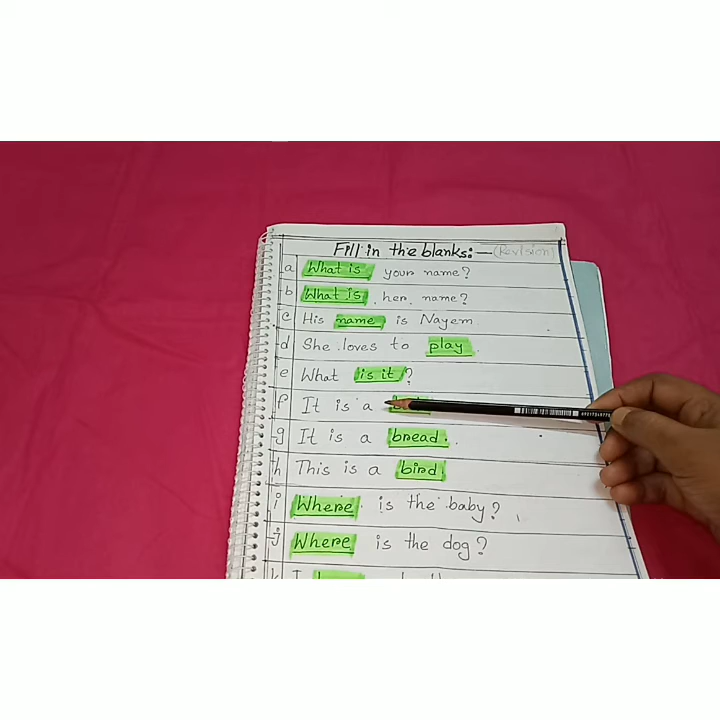 Fill in the blanks:- (Revision)
a What is your name?
b What is her name?
c His name is Nayem
d She loves to play
e What is it?
f It is a
g It is a bread.
h This is a bird.
i Where is the baby?
j Where is the dog?